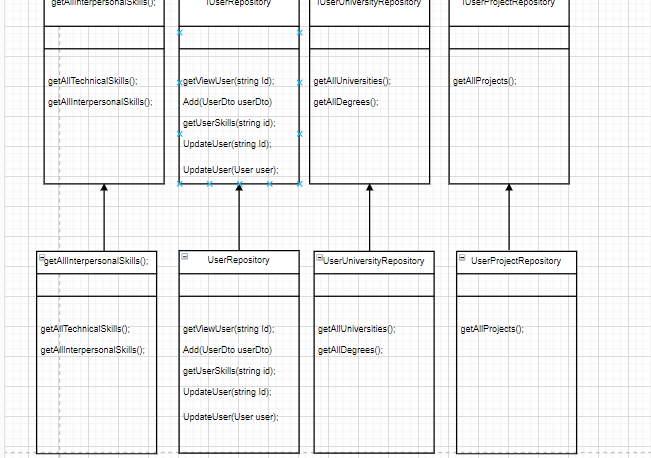 getAllInterpersonalSkills();
IUserRepository
IUserUniversityRepository
IUserProjectRepository
getAllTechnicalSkills();
getAllInterpersonalSkills();
getViewUser(string Id);
Add(UserDto userDto)
getUserSkills(string id);
UpdateUser(string Id);
UpdateUser(User user);
getAllUniversities();
getAllDegrees();
getAllProjects();
getAllInterpersonalSkills();
UserRepository
UserUniversityRepository
UserProjectRepository
getAllTechnicalSkills();
getAllInterpersonalSkills();
getViewUser(string Id);
Add(UserDto userDto)
getUserSkills(string id);
UpdateUser(string Id);
UpdateUser(User user);
getAllUniversities();
getAllDegrees();
getAllProjects();